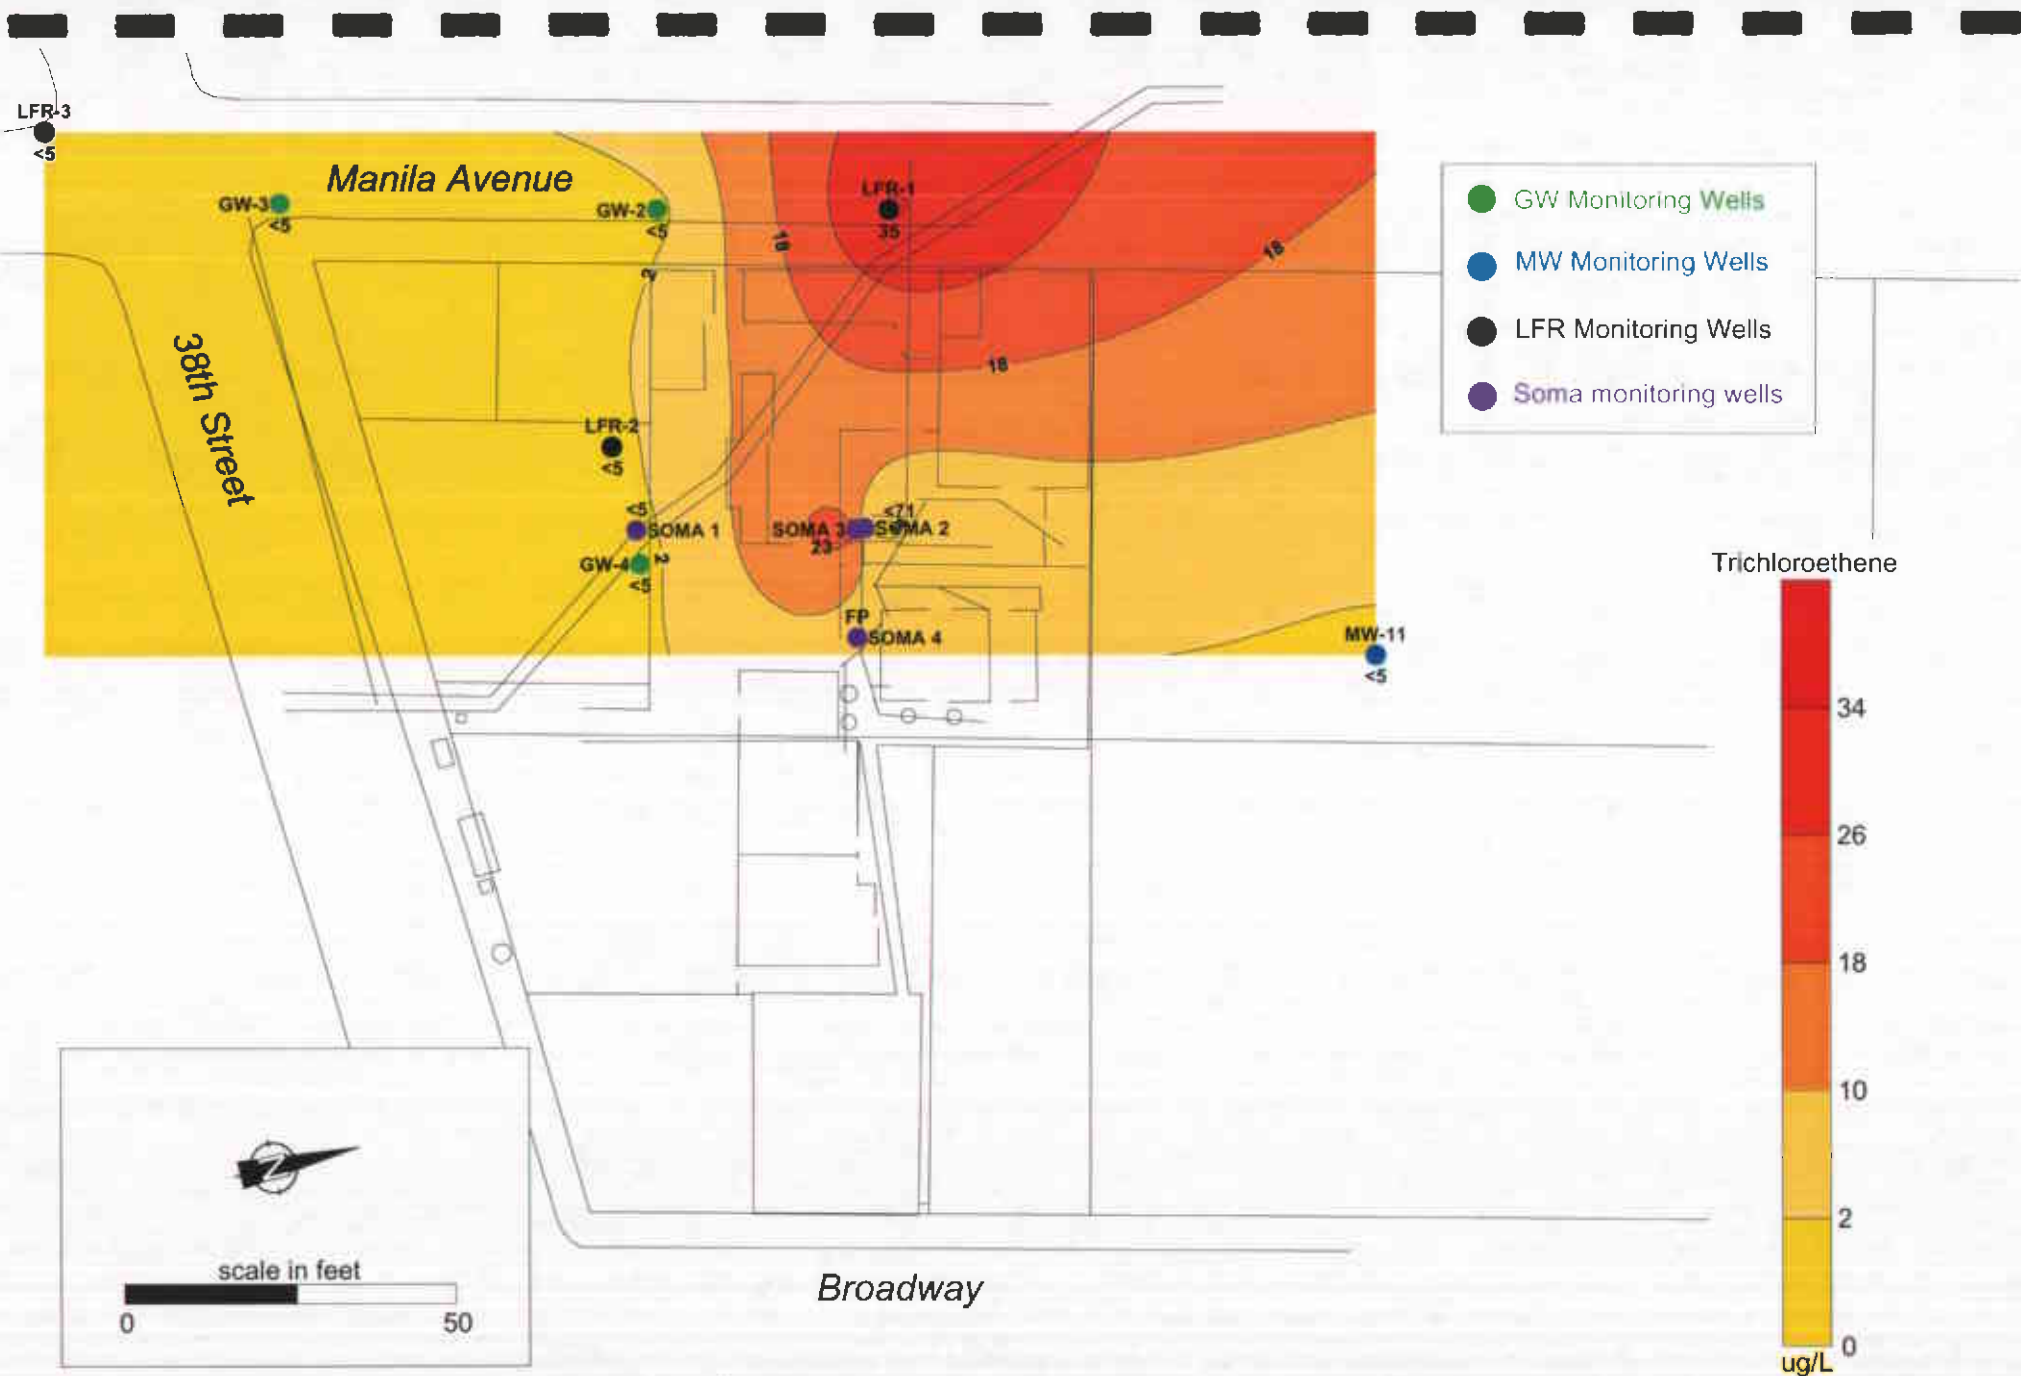 LFR-3
<5
Manila Avenue
GW-3
<5
GW-2
<5
LFR-1
35
18
18
18
2
38th Street
LFR-2
<5
<5
SOMA 1
GW-4
<5
2
SOMA 3
23
<71
SOMA 2
FP
SOMA 4
MW-11
<5
GW Monitoring Wells
MW Monitoring Wells
LFR Monitoring Wells
Soma monitoring wells
Trichloroethene
34
26
18
10
2
0
ug/L
Z
scale in feet
0 50
Broadway